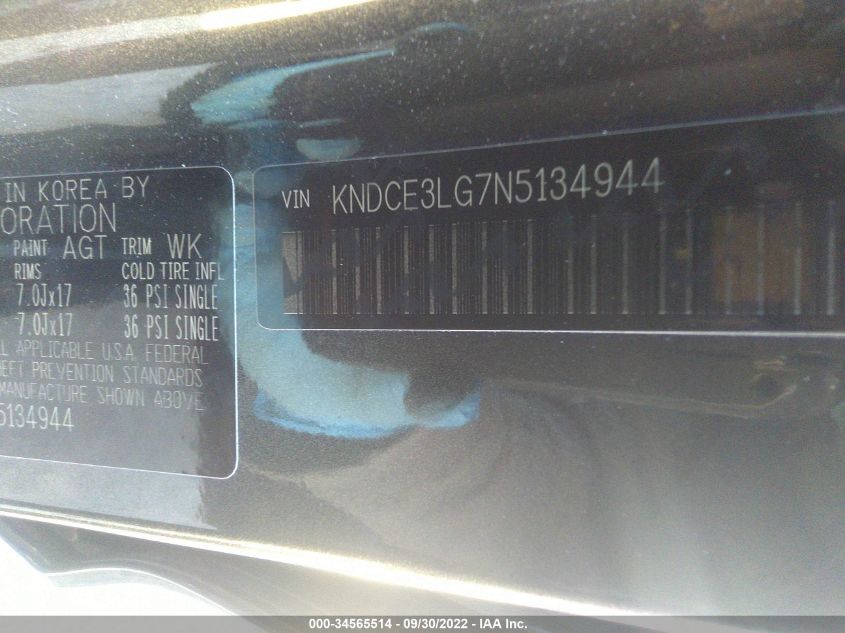 IN KOREA BY
ORATION
PAINT AGT TRIM WK
RIMS COLD TIRE INFL
7.0Jx17 36 PSI SINGLE
7.0Jx17 36 PSI SINGLE
L APPLICABLE U.S.A. FEDERAL
EFT PREVENTION STANDARDS
MANUFACTURE SHOWN ABOVE
5134944
VIN KNDCE3LG7N5134944
000-34565514 - 09/30/2022 - IAA Inc.